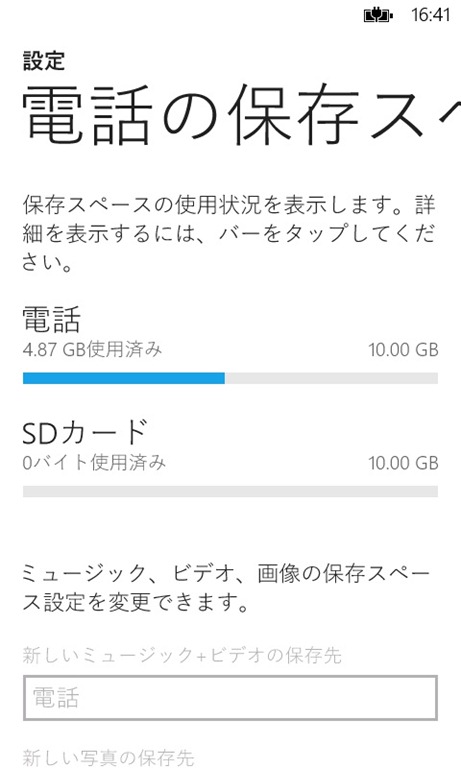 16:41
設定
電話の保存スペ
保存スペースの使用状況を表示します。詳
細を表示するには、バーをタップしてくだ
さい。
電話
4.87 GB使用済み 10.00 GB
SDカード
0バイト使用済み 10.00 GB
ミュージック、ビデオ、画像の保存スペー
ス設定を変更できます。
新しいミュージック+ビデオの保存先
電話
新しい写真の保存先